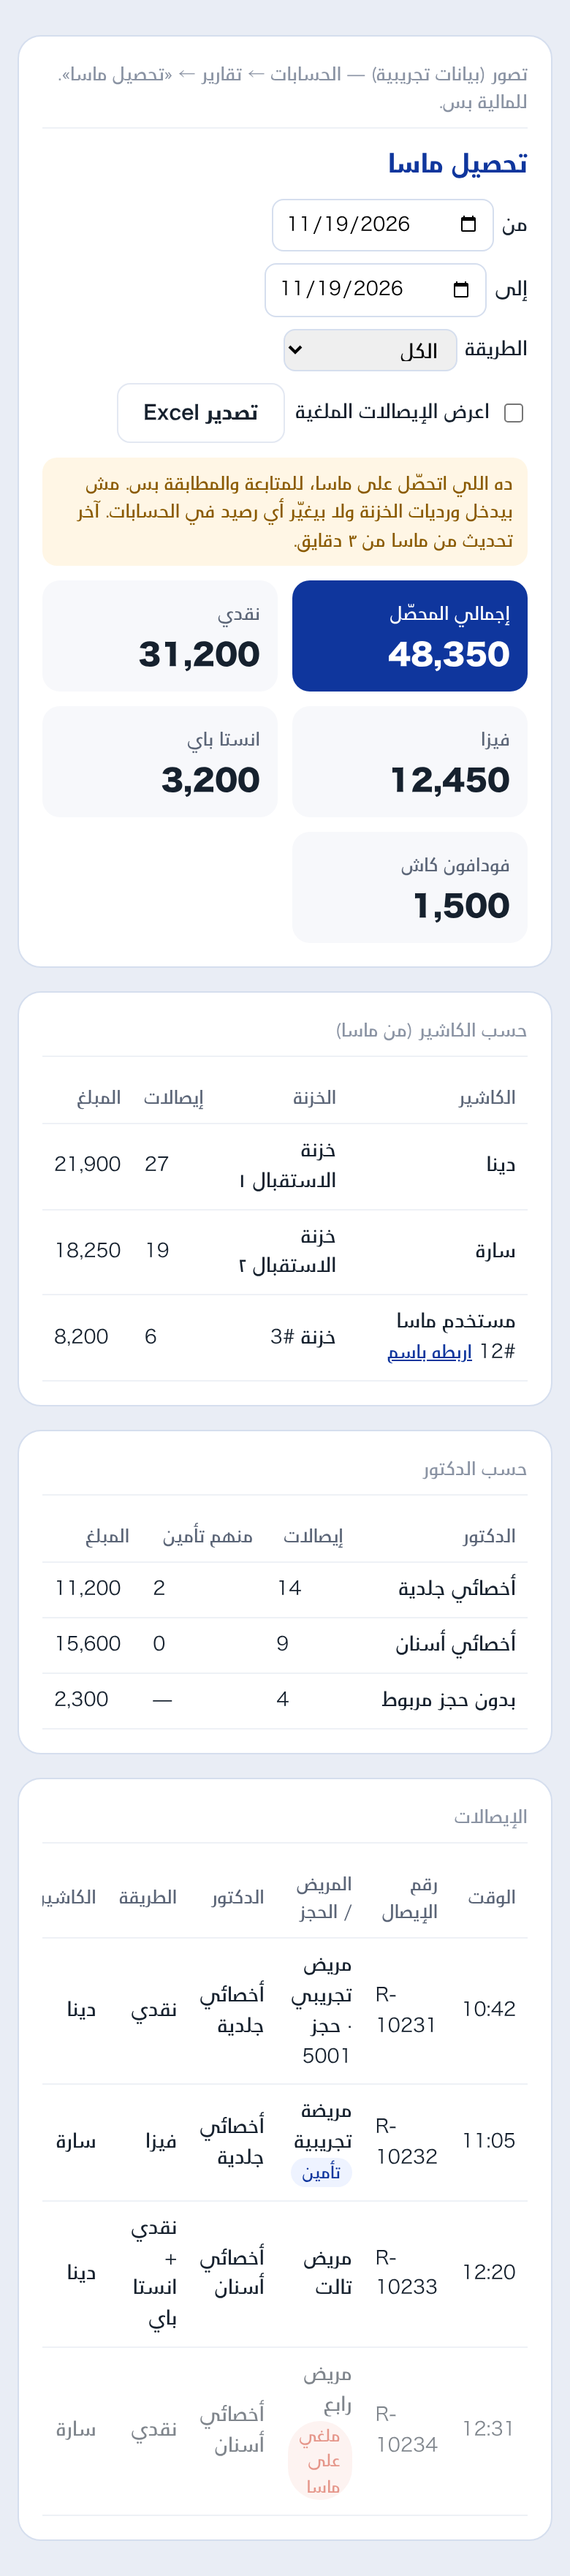 تصور (بيانات تجريبية) — الحسابات ← تقارير ← «تحصيل ماسا».
للمالية بس.
تحصيل ماسا
من 11/19/2026
إلى 11/19/2026
الطريقة الكل
اعرض الإيصالات الملغية تصدير Excel
ده اللي اتحصّل على ماسا، للمتابعة والمطابقة بس. مش
بيدخل ورديات الخزنة ولا بيغيّر أي رصيد في الحسابات. آخر
تحديث من ماسا من ٣ دقايق.
إجمالي المحصّل نقدي
48,350 31,200
فيزا انستا باي
12,450 3,200
فودافون كاش
1,500
حسب الكاشير (من ماسا)
الكاشير الخزنة إيصالات المبلغ
دينا خزنة الاستقبال ١ 27 21,900
سارة خزنة الاستقبال ٢ 19 18,250
مستخدم ماسا #12 اربطه باسم خزنة #3 6 8,200
حسب الدكتور
الدكتور إيصالات منهم تأمين المبلغ
أخصائي جلدية 14 2 11,200
أخصائي أسنان 9 0 15,600
بدون حجز مربوط 4 — 2,300
الإيصالات
الوقت رقم الإيصال المريض / الحجز الدكتور الطريقة الكاشير
10:42 R-10231 مريض تجريبي · حجز 5001 أخصائي جلدية نقدي دينا
11:05 R-10232 مريضة تجريبية تأمين أخصائي جلدية فيزا سارة
12:20 R-10233 مريض تالت أخصائي أسنان نقدي + انستا باي دينا
12:31 R-10234 مريض رابع ملغي على ماسا أخصائي أسنان نقدي سارة